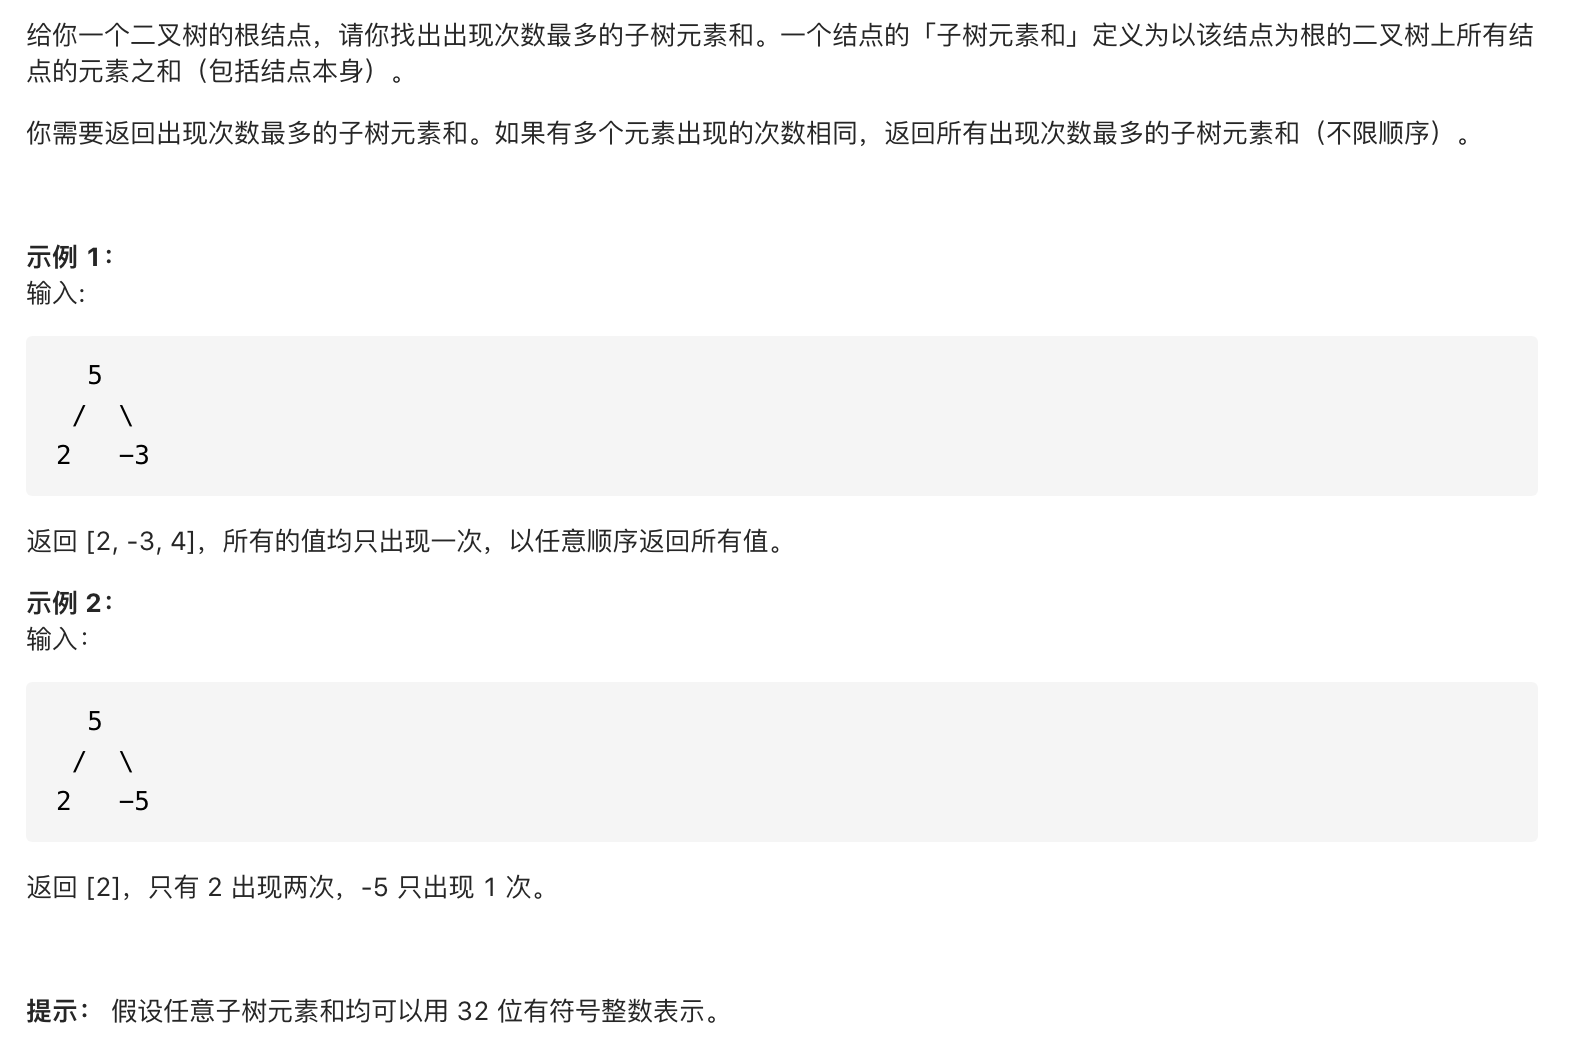 给你一个二叉树的根结点，请你找出出现次数最多的子树元素和。一个结点的「子树元素和」定义为以该结点为根的二叉树上所有结
点的元素之和（包括结点本身）。
你需要返回出现次数最多的子树元素和。如果有多个元素出现的次数相同，返回所有出现次数最多的子树元素和（不限顺序）。
示例 1：
输入:
5
/ \
2 -3
返回 [2, -3, 4]，所有的值均只出现一次，以任意顺序返回所有值。
示例 2：
输入：
5
/ \
2 -5
返回 [2]，只有 2 出现两次，-5 只出现 1 次。
提示： 假设任意子树元素和均可以用 32 位有符号整数表示。